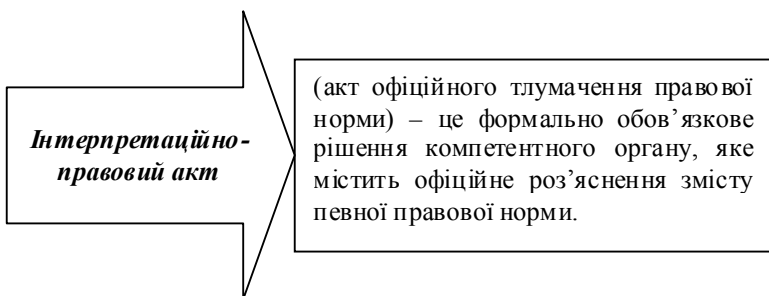 Інтерпретаційно-
правовий акт
(акт офіційного тлумачення правової
норми) – це формально обов’язкове
рішення компетентного органу, яке
містить офіційне роз’яснення змісту
певної правової норми.